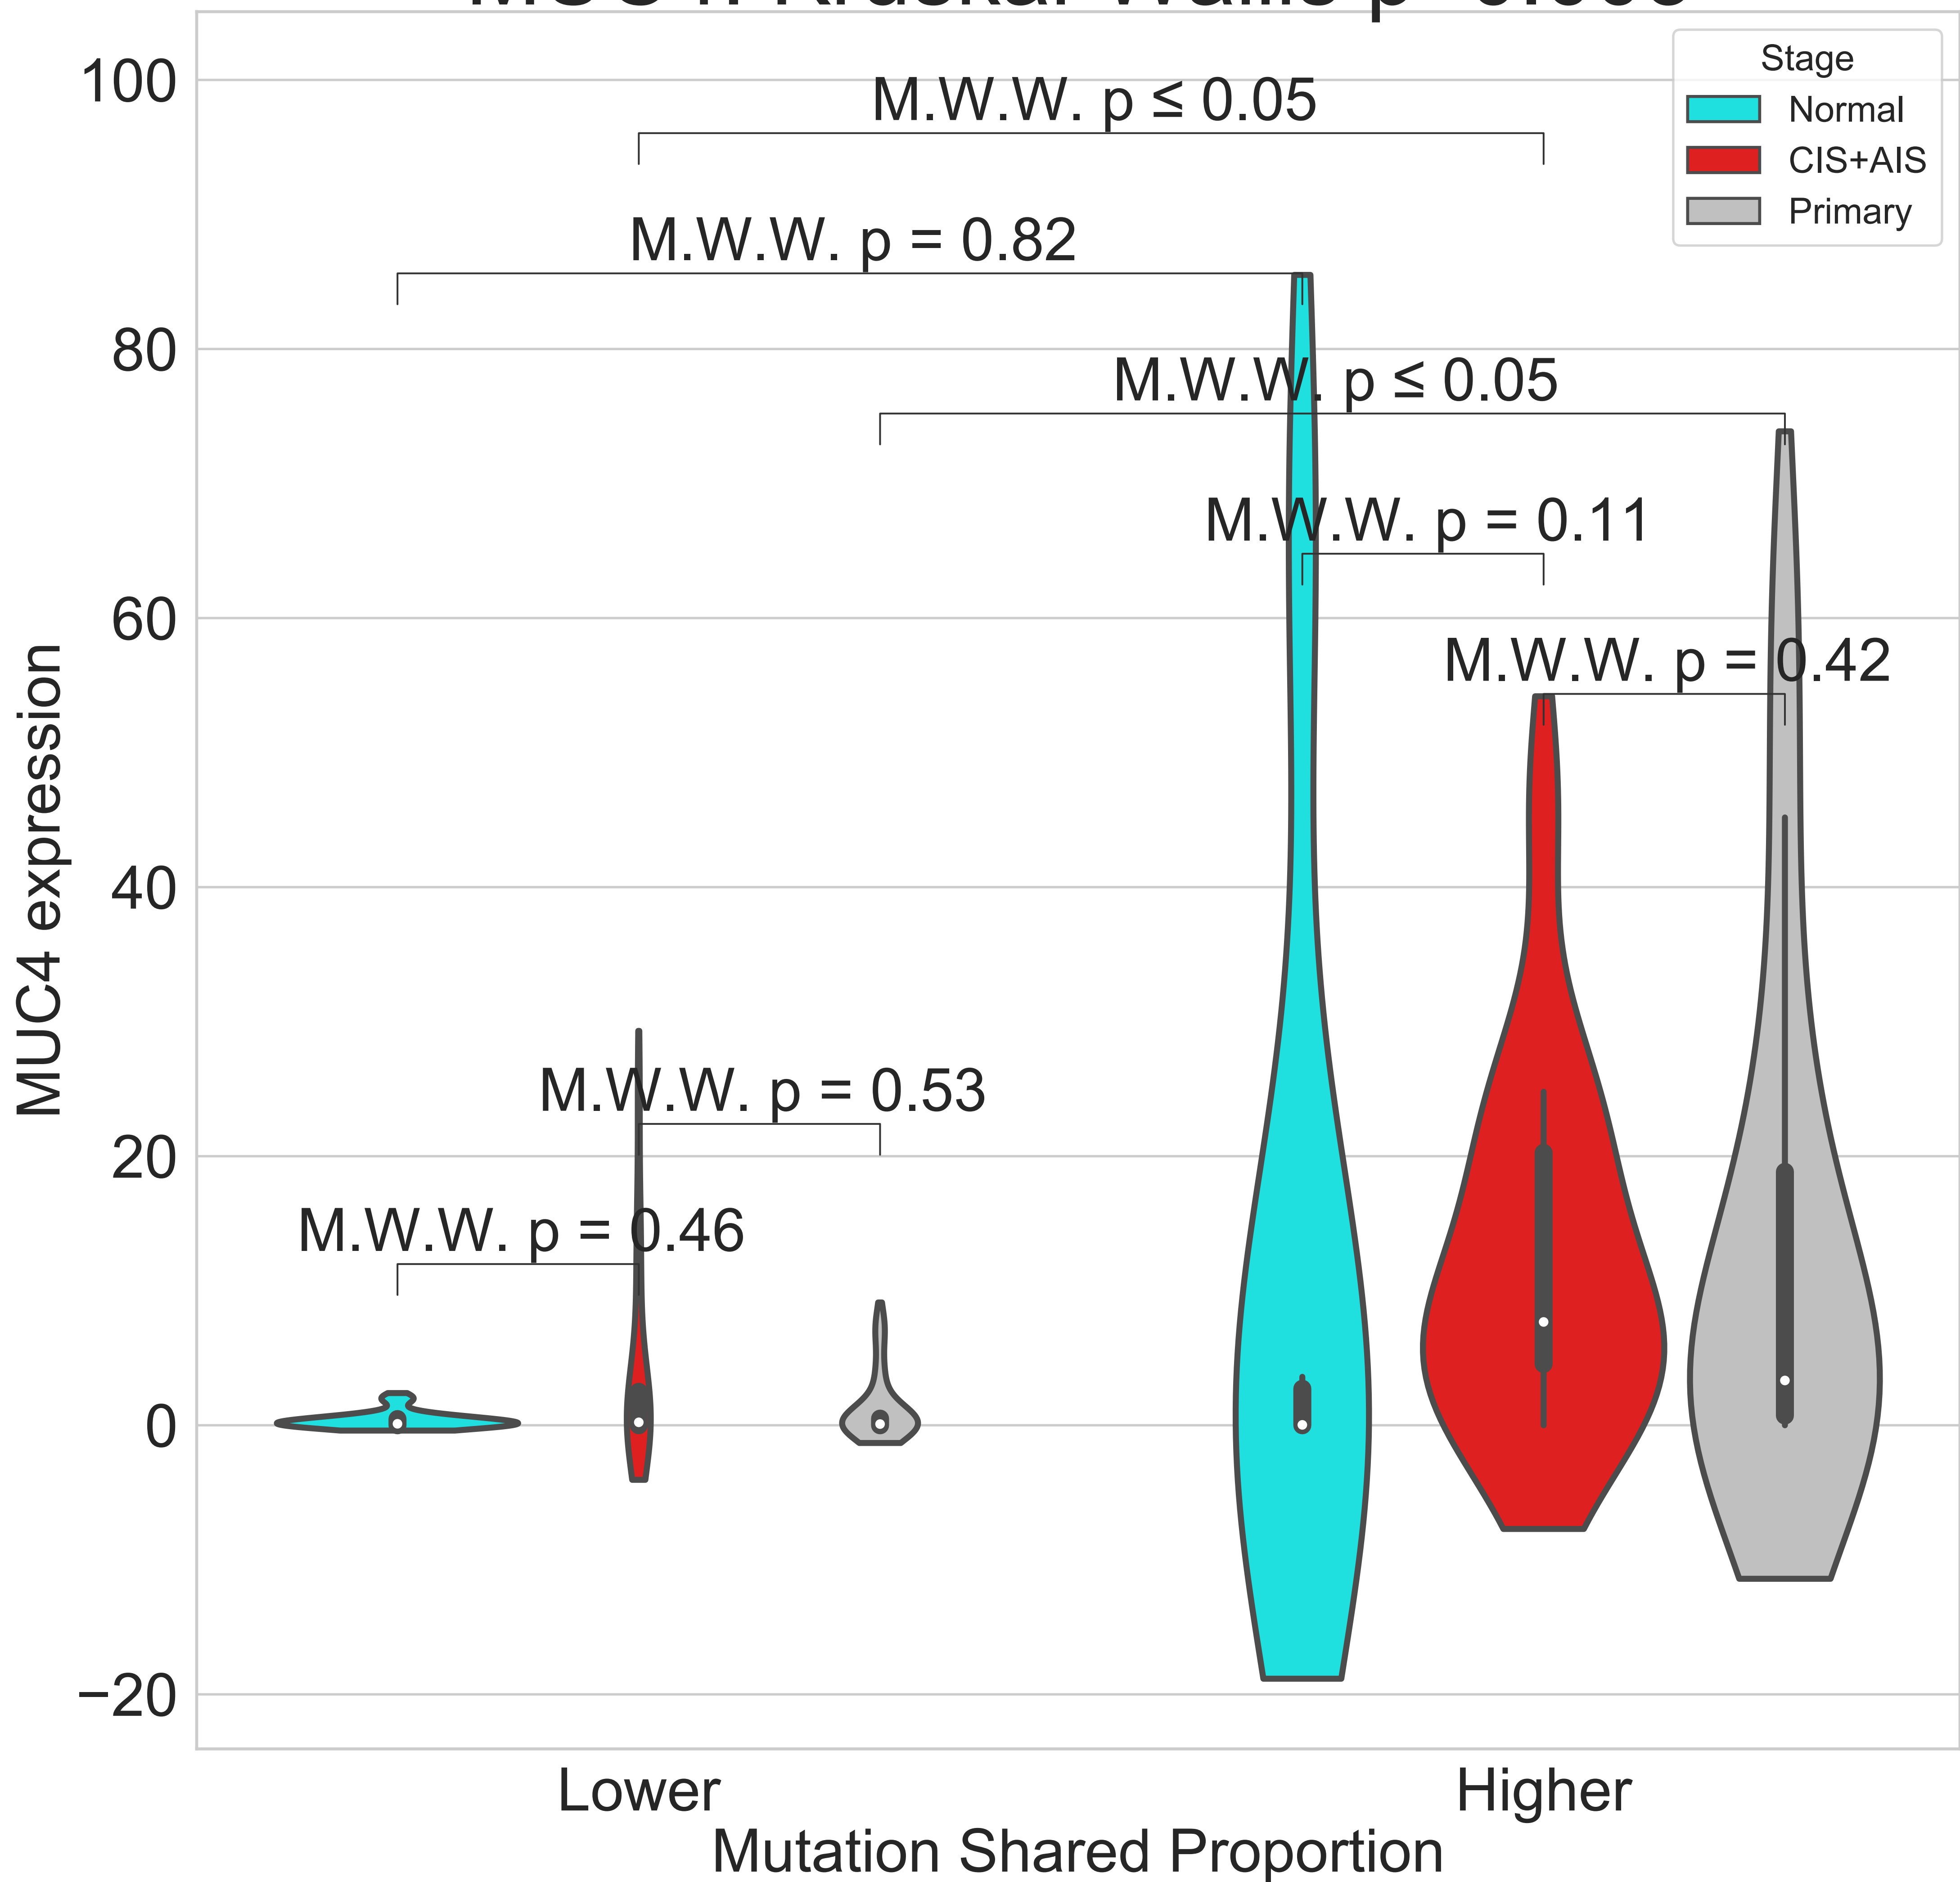 100
80
60
40
20
0
−20
MUC4 expression
M.W.W. p ≤ 0.05
M.W.W. p = 0.82
M.W.W. p ≤ 0.05
M.W.W. p = 0.11
M.W.W. p = 0.42
M.W.W. p = 0.53
M.W.W. p = 0.46
Stage
Normal
CIS+AIS
Primary
Lower
Higher
Mutation Shared Proportion